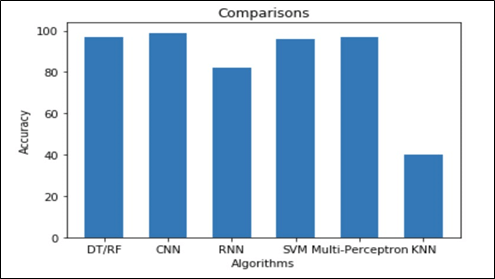 Comparisons
100
80
60
40
20
0
Accuracy
DT/RF CNN RNN SVM Multi-Perceptron KNN
Algorithms